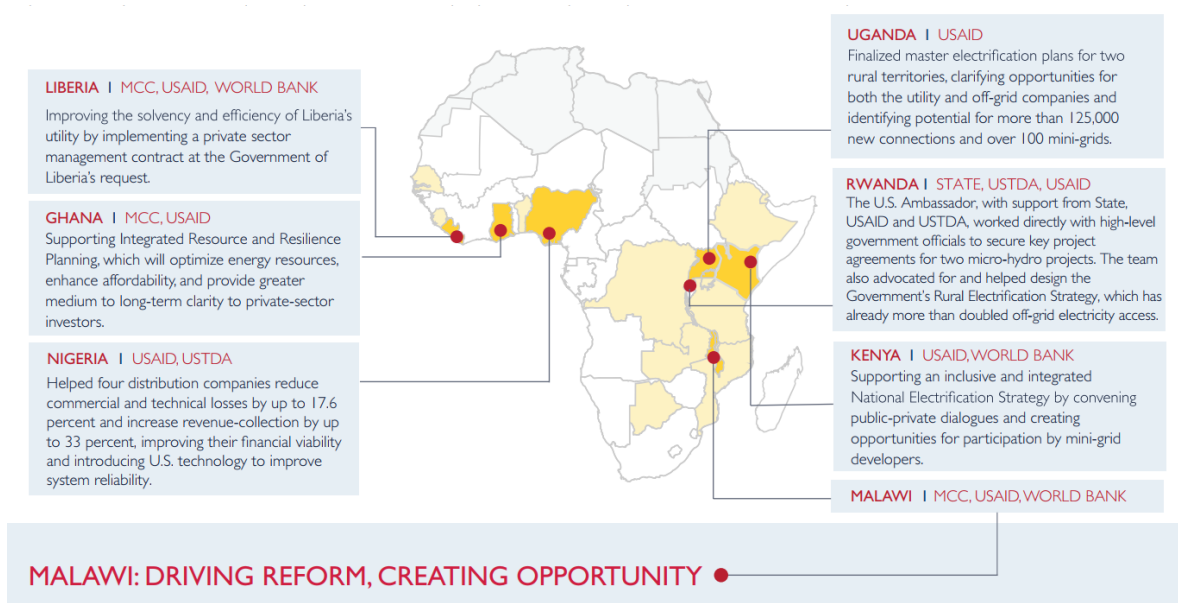 LIBERIA I MCC, USAID, WORLD BANK
Improving the solvency and efficiency of Liberia's
utility by implementing a private sector
management contract at the Government of
Liberia's request.
GHANA I MCC, USAID
Supporting Integrated Resource and Resilience
Planning, which will optimize energy resources,
enhance affordability, and provide greater
medium to long-term clarity to private-sector
investors.
NIGERIA I USAID, USTDA
Helped four distribution companies reduce
commercial and technical losses by up to 17.6
percent and increase revenue-collection by up
to 33 percent, improving their financial viability
and introducing U.S. technology to improve
system reliability.
UGANDA I USAID
Finalized master electrification plans for two
rural territories, clarifying opportunities for
both the utility and off-grid companies and
identifying potential for more than 125,000
new connections and over 100 mini-grids.
RWANDA I STATE, USTDA, USAID
The U.S. Ambassador, with support from State,
USAID and USTDA, worked directly with high-level
government officials to secure key project
agreements for two micro-hydro projects. The team
also advocated for and helped design the
Government's Rural Electrification Strategy, which has
already more than doubled off-grid electricity access.
KENYA I USAID, WORLD BANK
Supporting an inclusive and integrated
National Electrification Strategy by convening
public-private dialogues and creating
opportunities for participation by mini-grid
developers.
MALAWI I MCC, USAID, WORLD BANK
MALAWI: DRIVING REFORM, CREATING OPPORTUNITY